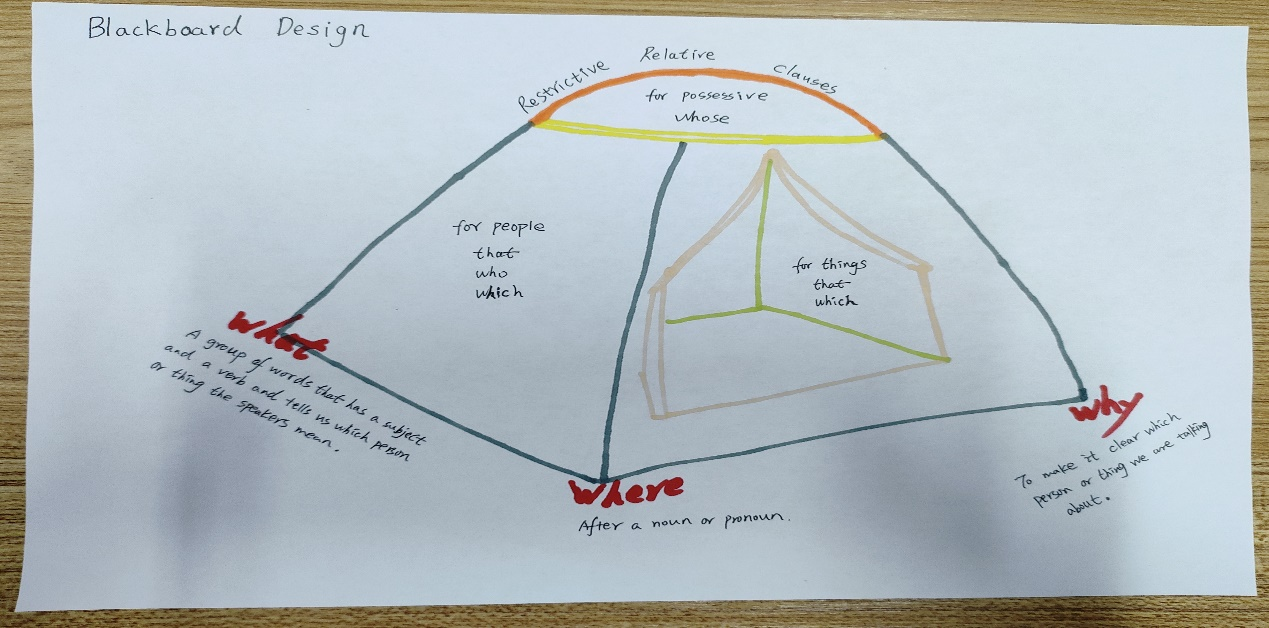 Blackboard Design
Restrictive Relative Clauses
for possessive
whose
for people
that
who
which
for things
that
which
What
A group of words that has a subject
and a verb and tells us which person
or thing the speakers mean.
Where
After a noun or pronoun.
Why
To make it clear which
person or thing we are talking
about.